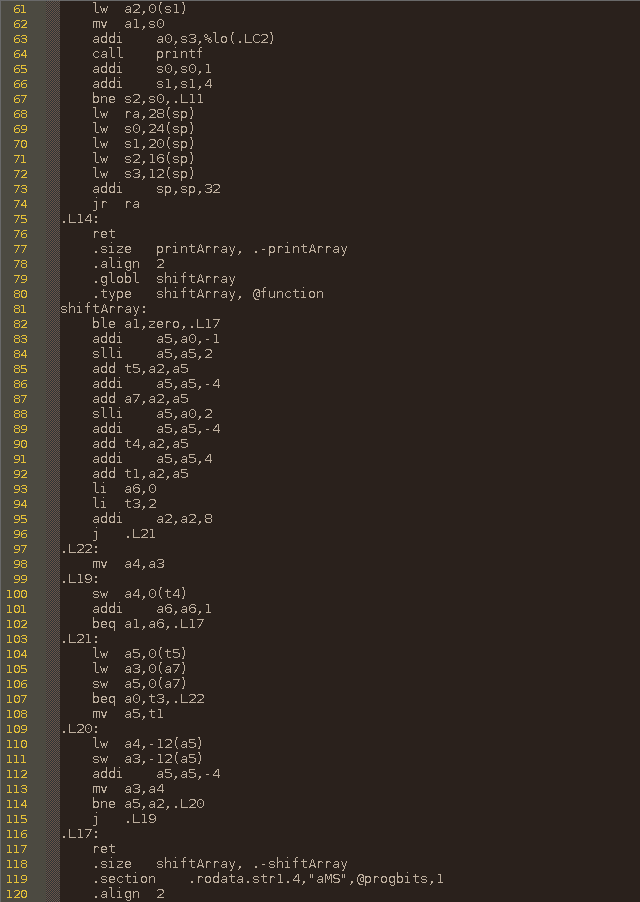 61 lw a2,0(s1)
62 mv a1,s0
63 addi a0,s3,%lo(.LC2)
64 call printf
65 addi s0,s0,1
66 addi s1,s1,4
67 bne s2,s0,.L11
68 lw ra,28(sp)
69 lw s0,24(sp)
70 lw s1,20(sp)
71 lw s2,16(sp)
72 lw s3,12(sp)
73 addi sp,sp,32
74 jr ra
75 .L14:
76 ret
77 .size printArray, .-printArray
78 .align 2
79 .globl shiftArray
80 .type shiftArray, @function
81 shiftArray:
82 ble a1,zero,.L17
83 addi a5,a0,-1
84 slli a5,a5,2
85 add t5,a2,a5
86 addi a5,a5,-4
87 add a7,a2,a5
88 slli a5,a0,2
89 addi a5,a5,-4
90 add t4,a2,a5
91 addi a5,a5,4
92 add t1,a2,a5
93 li a6,0
94 li t3,2
95 addi a2,a2,8
96 j .L21
97 .L22:
98 mv a4,a3
99 .L19:
100 sw a4,0(t4)
101 addi a6,a6,1
102 beq a1,a6,.L17
103 .L21:
104 lw a5,0(t5)
105 lw a3,0(a7)
106 sw a5,0(a7)
107 beq a0,t3,.L22
108 mv a5,t1
109 .L20:
110 lw a4,-12(a5)
111 sw a3,-12(a5)
112 addi a5,a5,-4
113 mv a3,a4
114 bne a5,a2,.L20
115 j .L19
116 .L17:
117 ret
118 .size shiftArray, .-shiftArray
119 .section .rodata.str1.4,"aMS",@progbits,1
120 .align 2